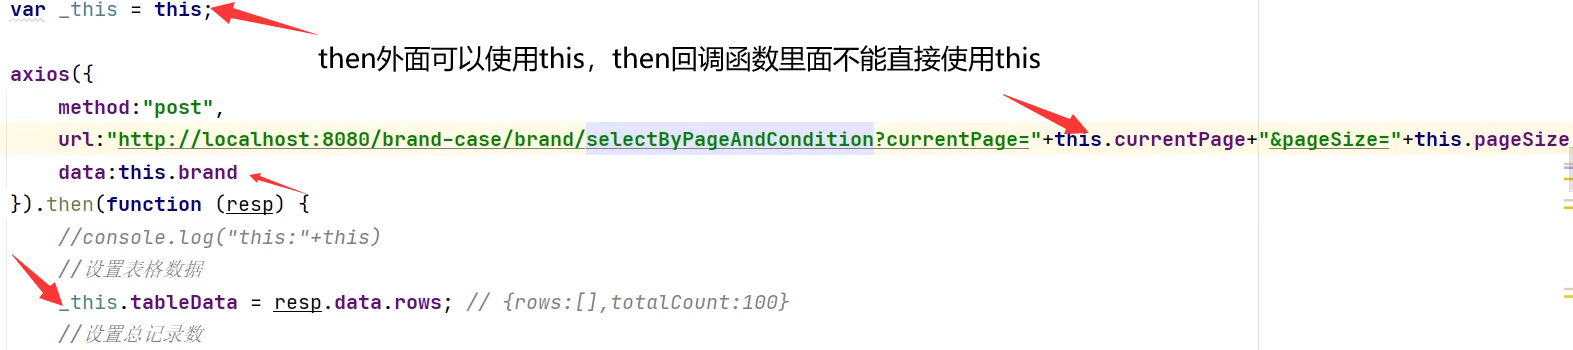 var _this = this;
then外面可以使用this，then回调函数里面不能直接使用this
axios({
method:"post",
url:"http://localhost:8080/brand-case/brand/selectByPageAndCondition?currentPage="+this.currentPage+"&pageSize="+this.pageSize
data:this.brand
}).then(function (resp) {
//console.log("this:"+this)
//设置表格数据
_this.tableData = resp.data.rows; // {rows:[],totalCount:100}
//设置总记录数